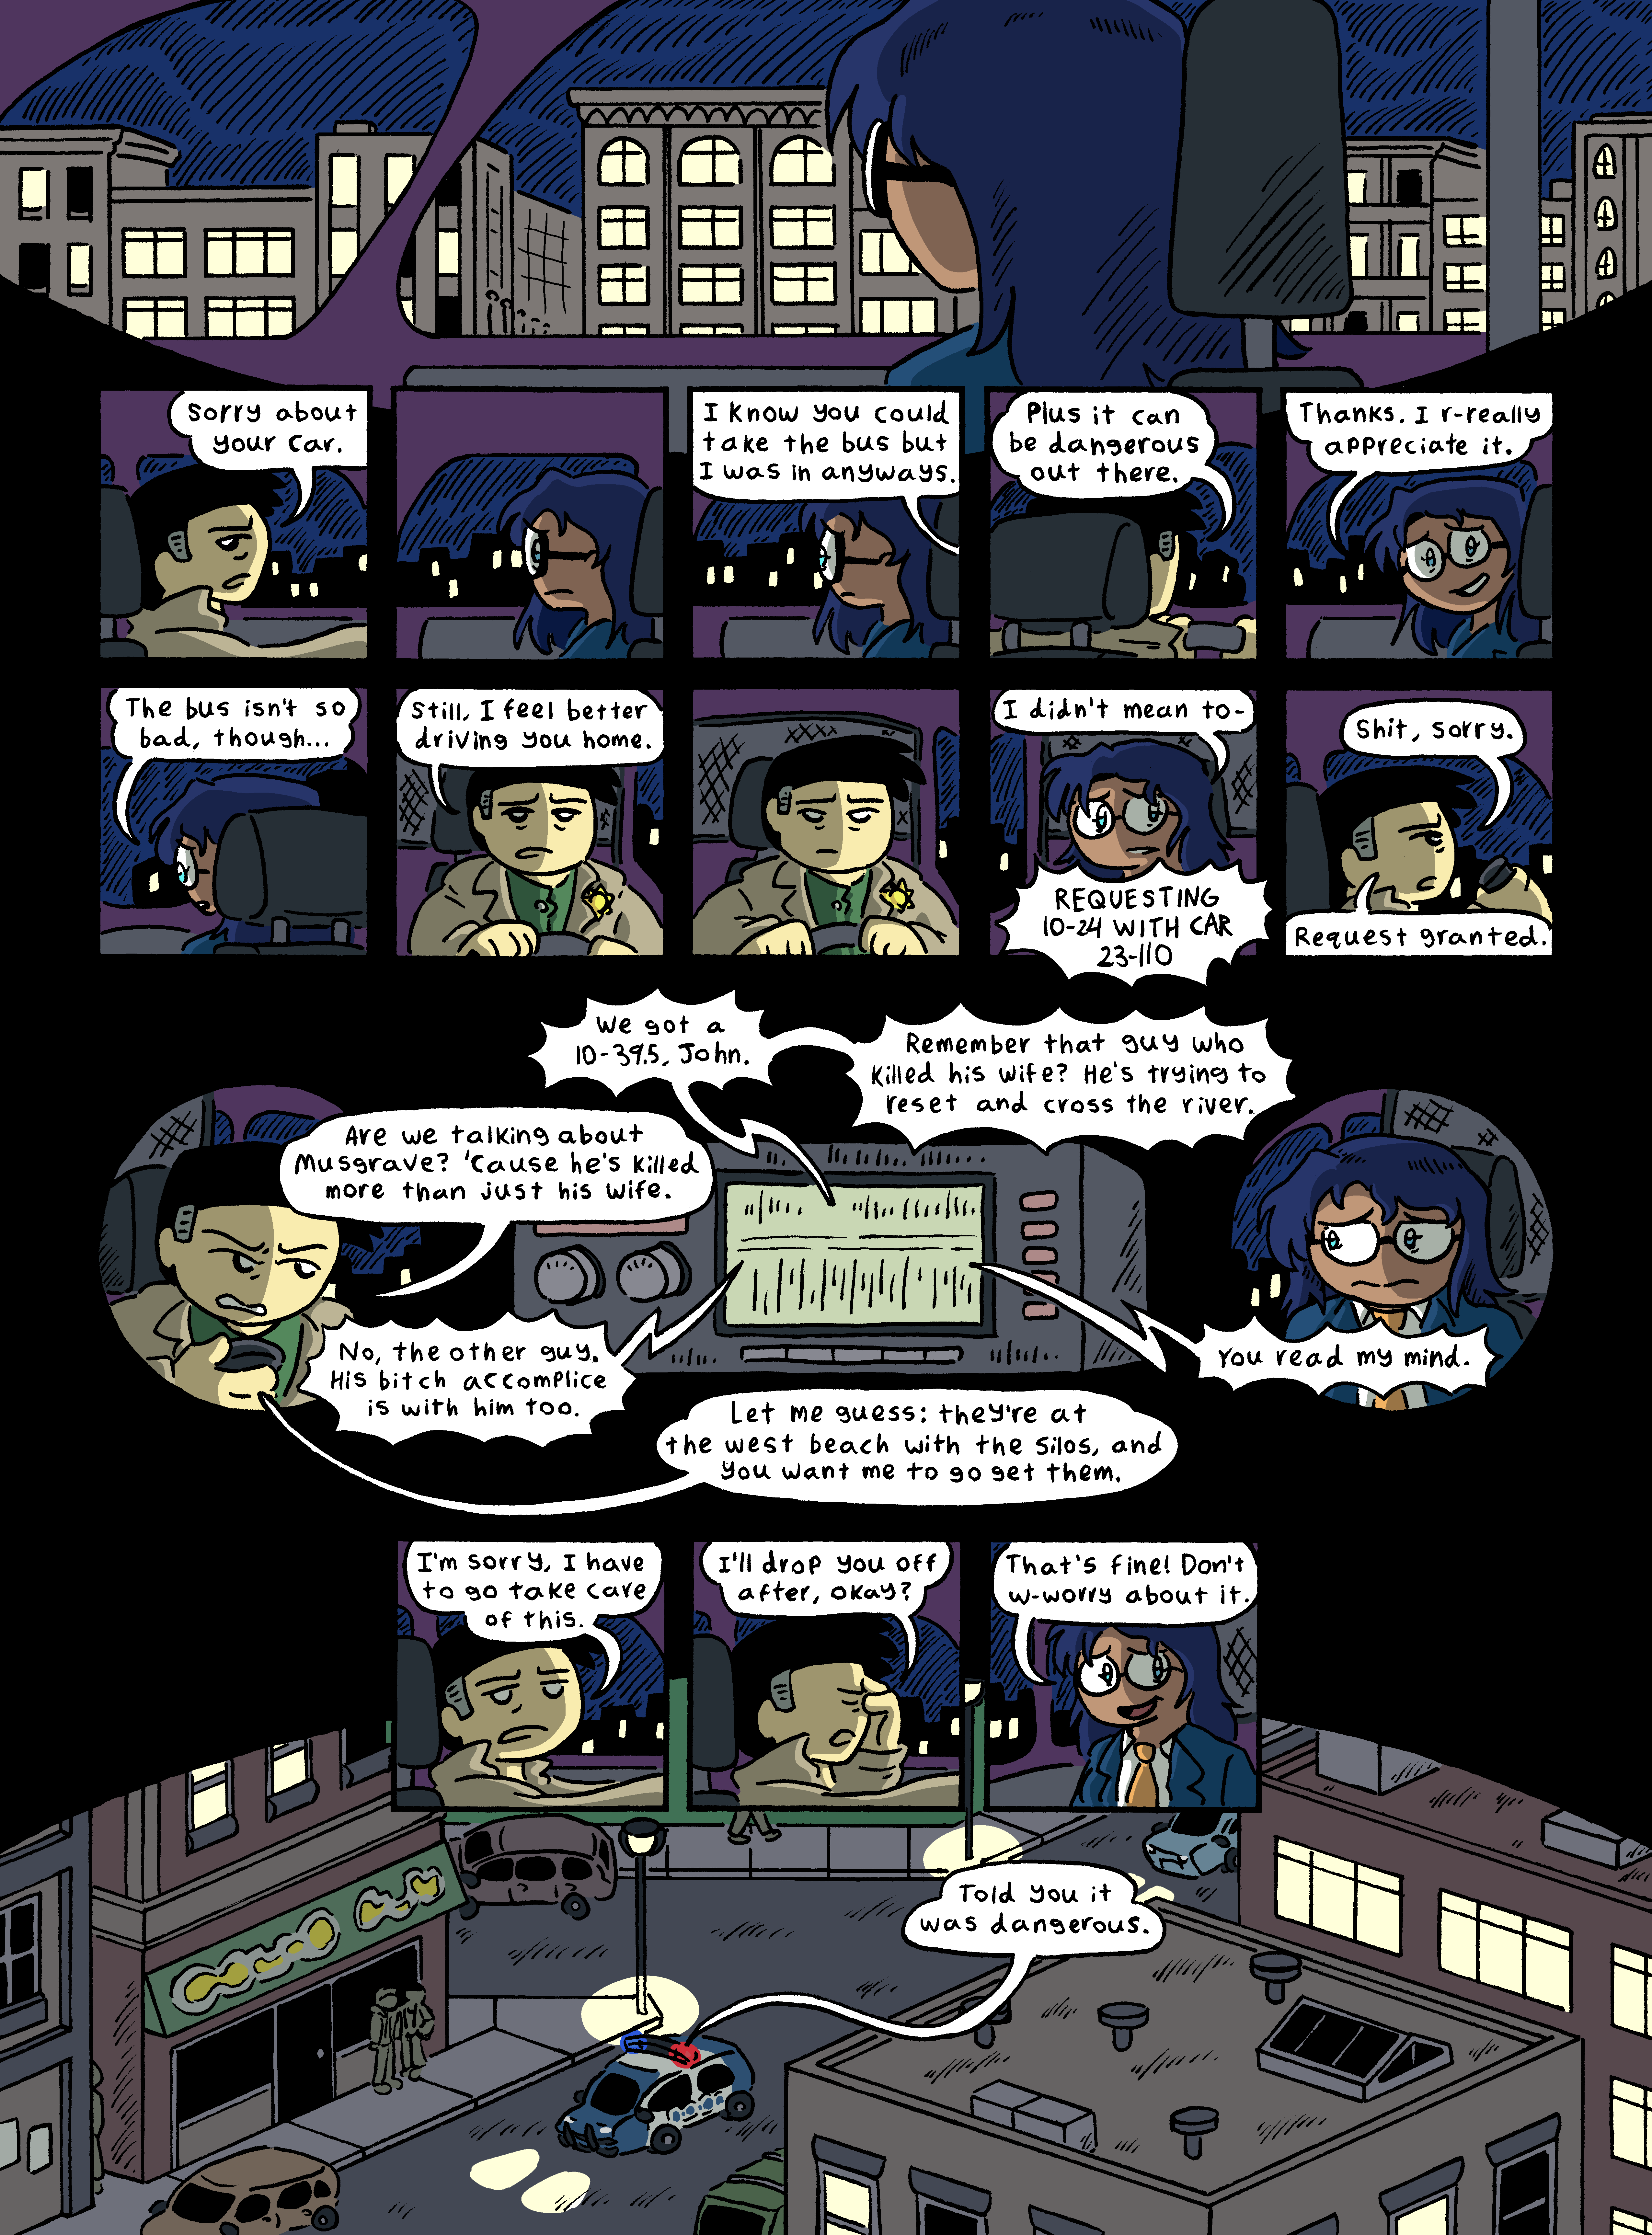 Sorry about
your car.
I know you could
take the bus but
I was in anyways.
Plus it can
be dangerous
out there.
Thanks. I r-really
appreciate it.
The bus isn't so
bad, though...
Still, I feel better
driving you home.
I didn't mean to-
REQUESTING
10-24 WITH CAR
23-110
Shit, sorry.
Request granted.
We got a
10-39.5, John.
Remember that guy who
killed his wife? He's trying to
reset and cross the river.
Are we talking about
Musgrave? 'Cause he's killed
more than just his wife.
No, the other guy.
His bitch accomplice
is with him too.
You read my mind.
Let me guess: they're at
the west beach with the silos, and
you want me to go get them.
I'm sorry, I have
to go take care
of this.
I'll drop you off
after, okay?
That's fine! Don't
w-worry about it.
Told you it
was dangerous.